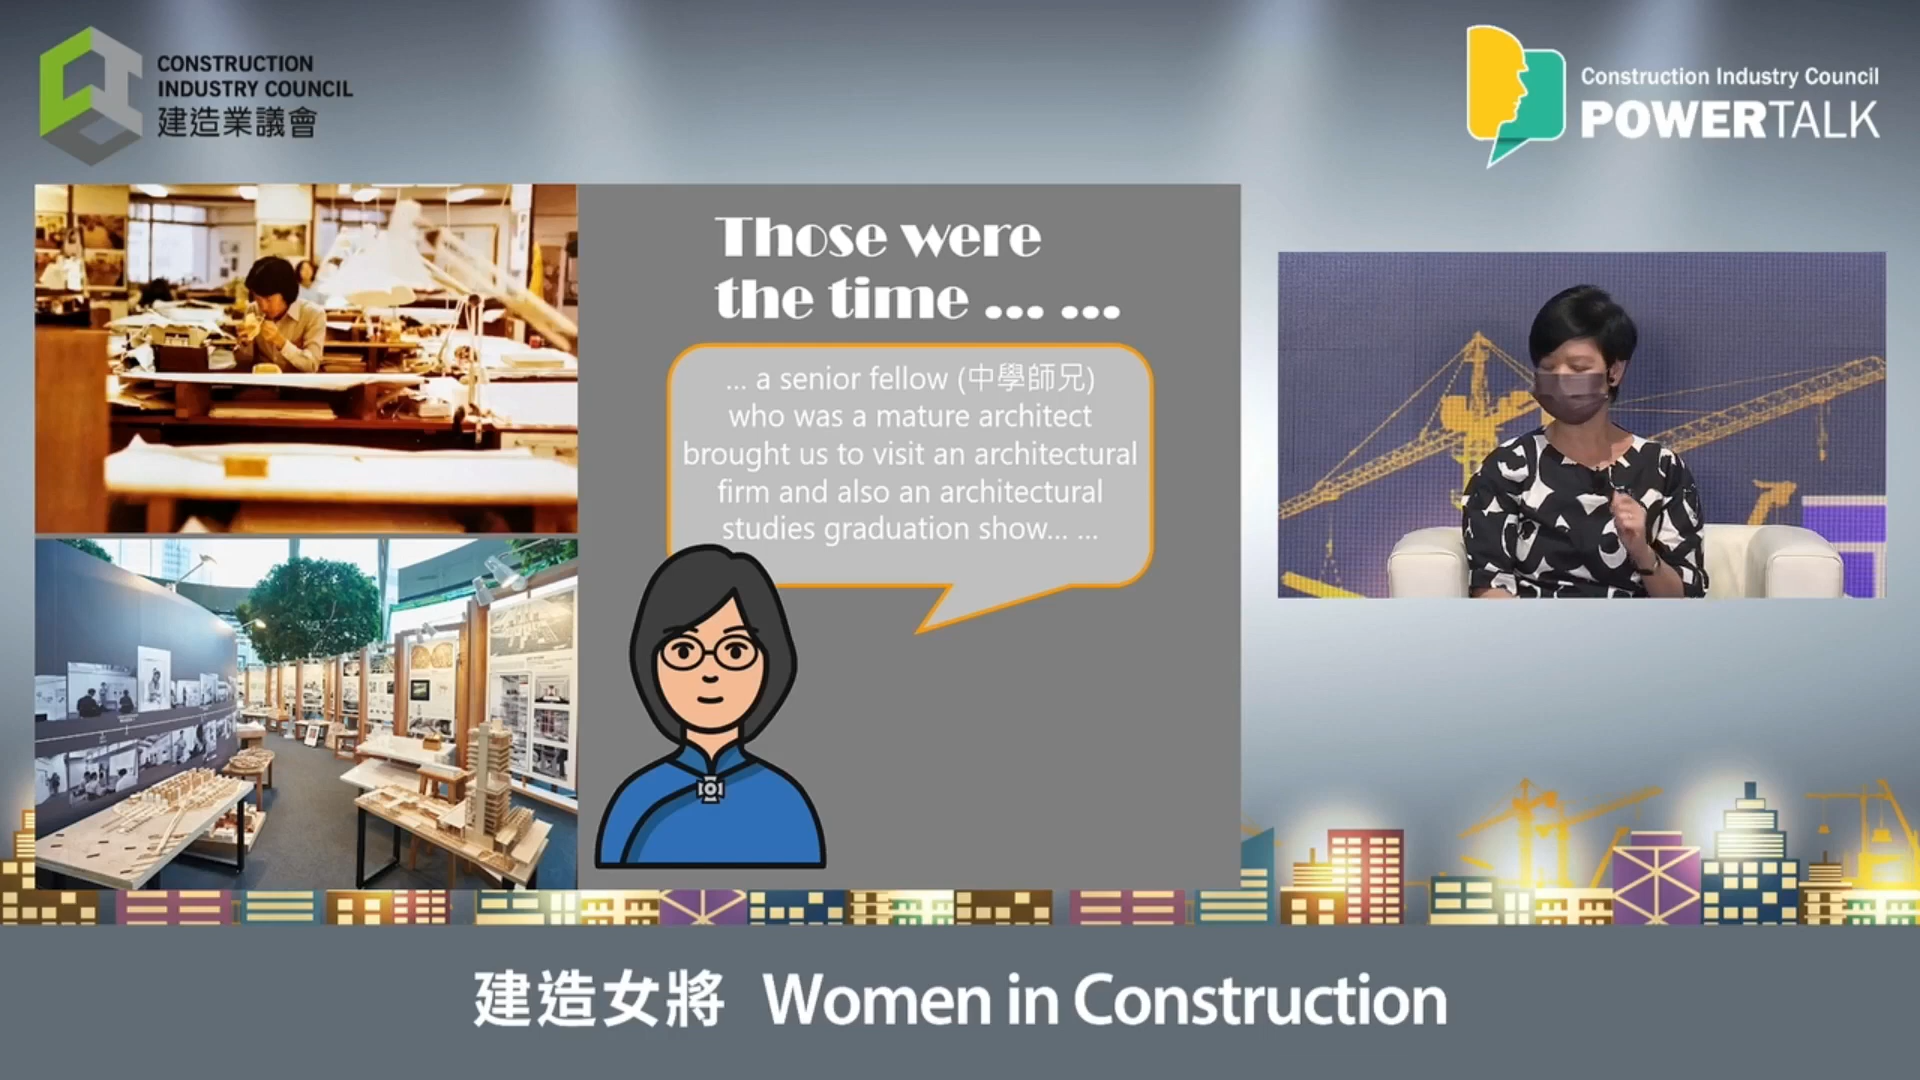 CONSTRUCTION
INDUSTRY COUNCIL
建造業議會
Construction Industry Council
POWERTALK
Those were
the time ... ...
... a senior fellow (中學師兄)
who was a mature architect
brought us to visit an architectural
firm and also an architectural
studies graduation show... ...
建造女將 Women in Construction